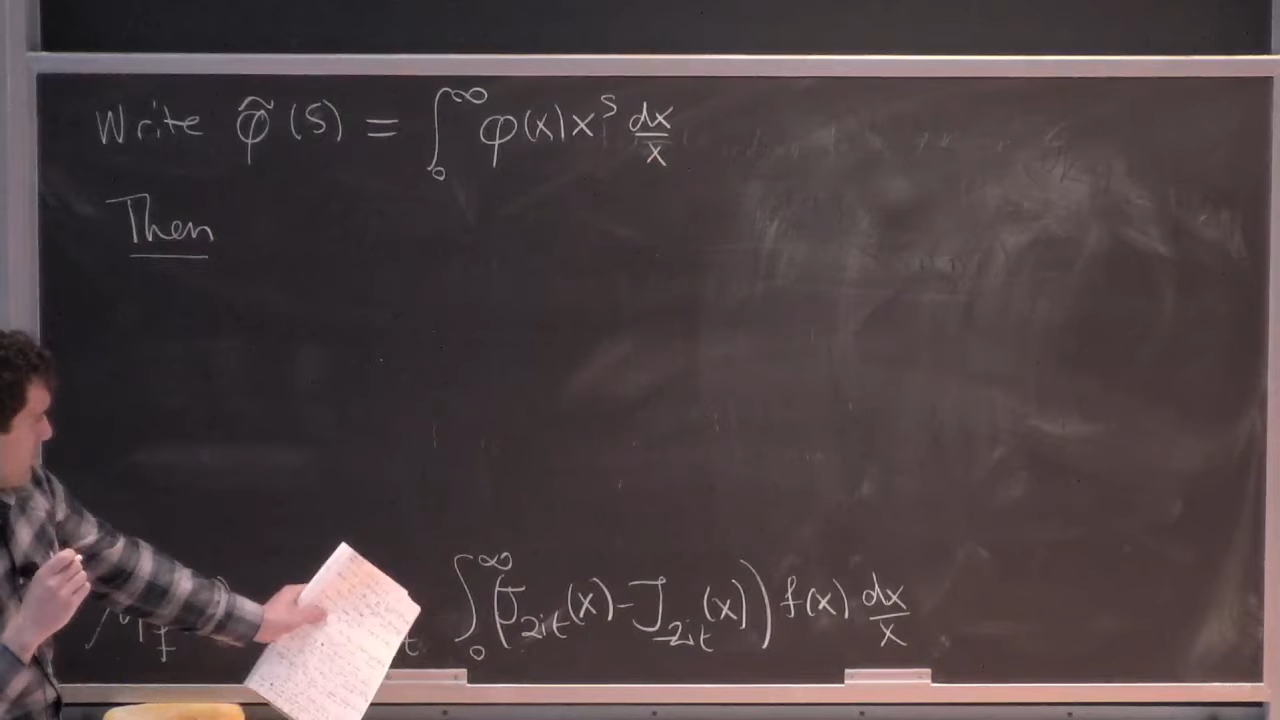 Write φ̃(s) = ∫₀^∞ φ(x) x^s dx/x
Then
∫₀^∞ (J_{2it}(x) - J_{-2it}(x)) f(x) dx/x